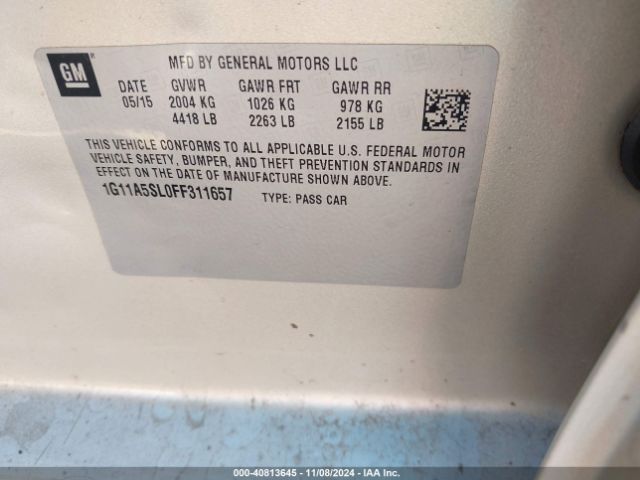 GM
MFD BY GENERAL MOTORS LLC
DATE GVWR GAWR FRT GAWR RR
05/15 2004 KG 1026 KG 978 KG
4418 LB 2263 LB 2155 LB
THIS VEHICLE CONFORMS TO ALL APPLICABLE U.S. FEDERAL MOTOR
VEHICLE SAFETY, BUMPER, AND THEFT PREVENTION STANDARDS IN
EFFECT ON THE DATE OF MANUFACTURE SHOWN ABOVE.
1G11A5SL0FF311657 TYPE: PASS CAR
000-40813645 | 11/08/2024 | IAA Inc.